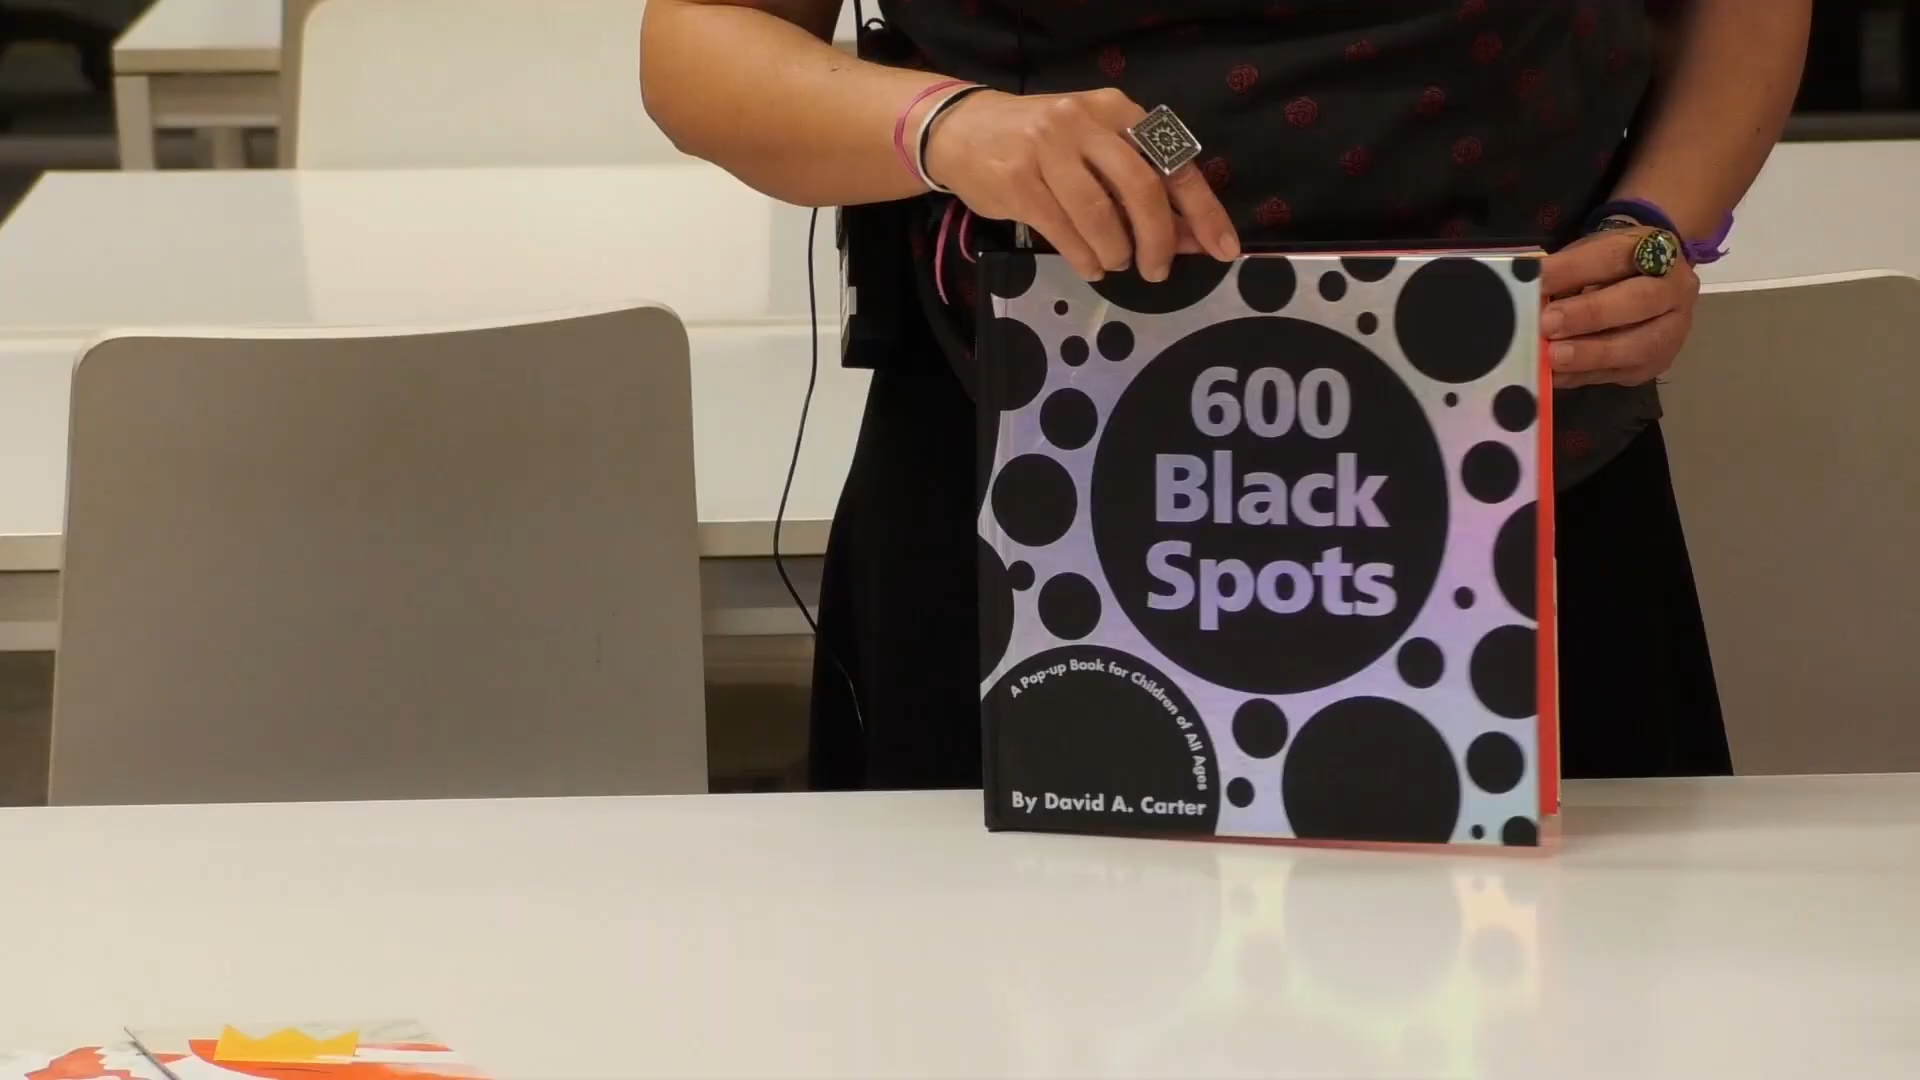 600
Black
Spots
A Pop-up Book for Children of All Ages
By David A. Carter